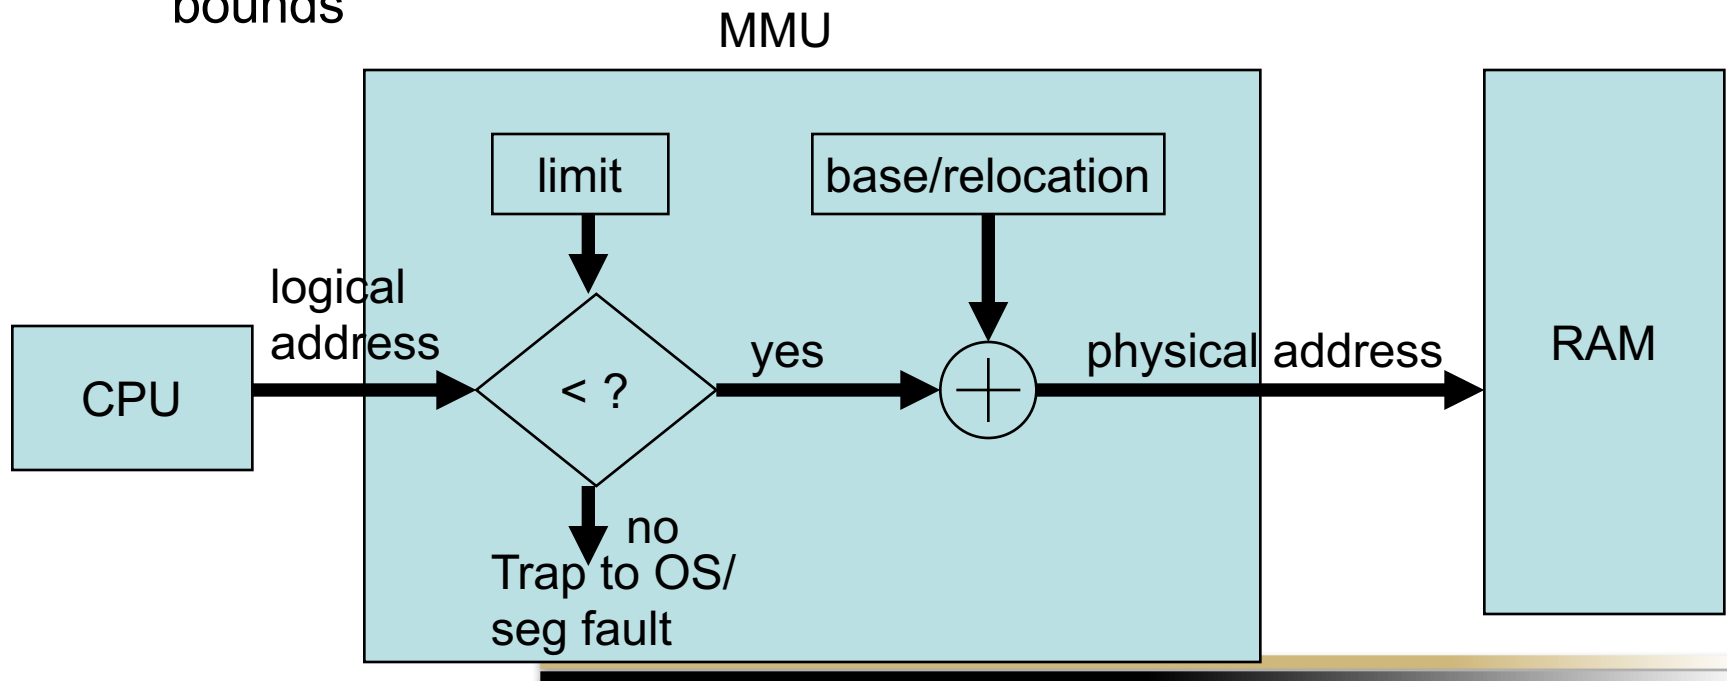 bounds
MMU
limit
base/relocation
logical
address
yes
physical address
RAM
CPU
< ?
no
Trap to OS/
seg fault